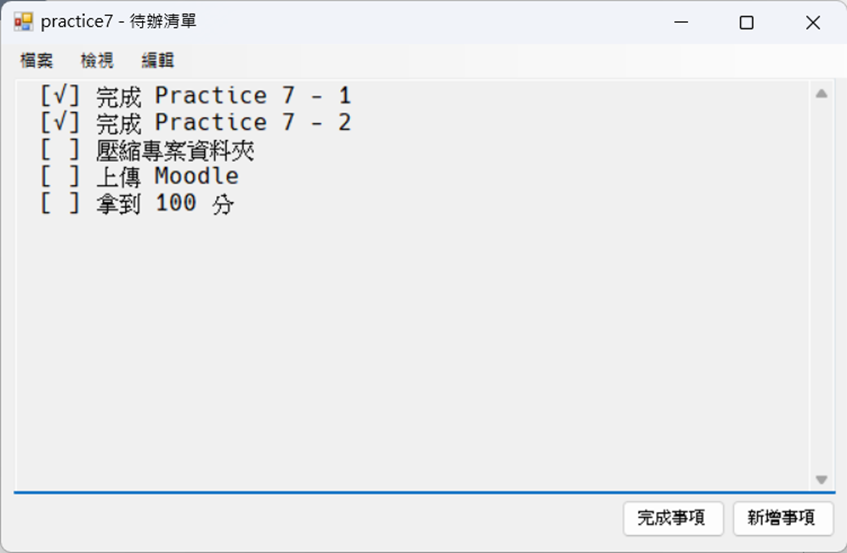 practice7 - 待辦清單
檔案 檢視 編輯
[√] 完成 Practice 7 - 1
[√] 完成 Practice 7 - 2
[ ] 壓縮專案資料夾
[ ] 上傳 Moodle
[ ] 拿到 100 分
完成事項 新增事項